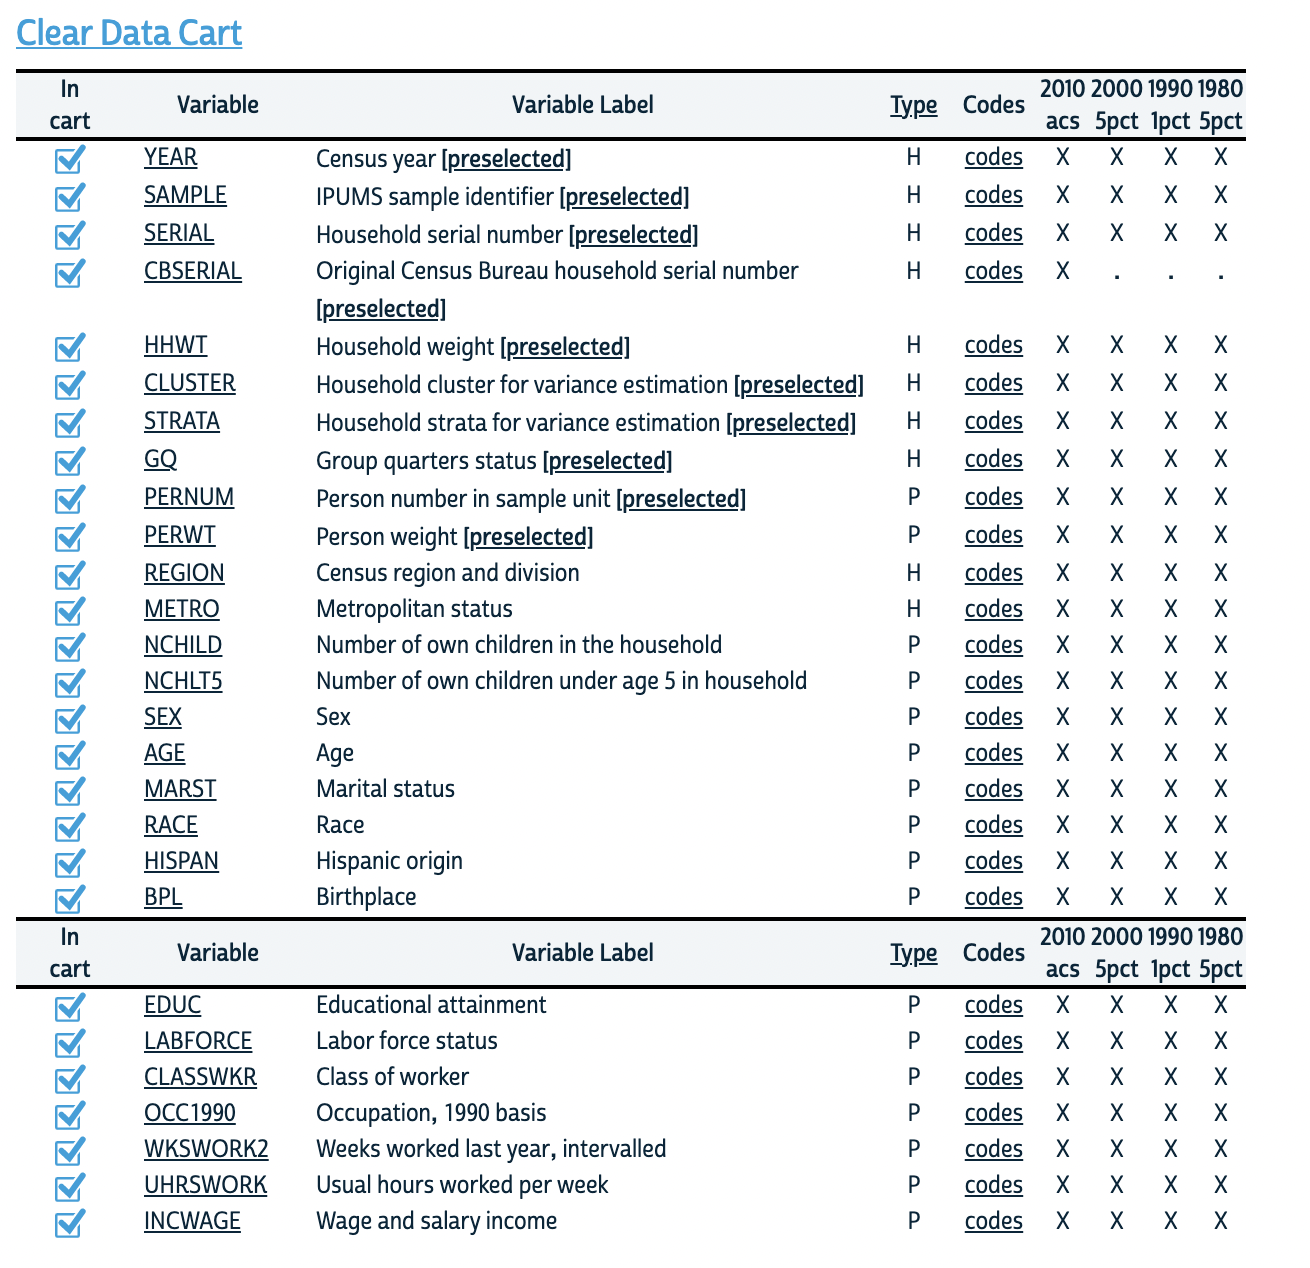 Clear Data Cart
In cart Variable Variable Label Type Codes 2010 acs 2000 5pct 1990 1pct 1980 5pct
YEAR Census year [preselected] H codes X X X X
SAMPLE IPUMS sample identifier [preselected] H codes X X X X
SERIAL Household serial number [preselected] H codes X X X X
CBSERIAL Original Census Bureau household serial number H codes X . . .
[preselected]
HHWT Household weight [preselected] H codes X X X X
CLUSTER Household cluster for variance estimation [preselected] H codes X X X X
STRATA Household strata for variance estimation [preselected] H codes X X X X
GQ Group quarters status [preselected] H codes X X X X
PERNUM Person number in sample unit [preselected] P codes X X X X
PERWT Person weight [preselected] P codes X X X X
REGION Census region and division H codes X X X X
METRO Metropolitan status H codes X X X X
NCHILD Number of own children in the household P codes X X X X
NCHLT5 Number of own children under age 5 in household P codes X X X X
SEX Sex P codes X X X X
AGE Age P codes X X X X
MARST Marital status P codes X X X X
RACE Race P codes X X X X
HISPAN Hispanic origin P codes X X X X
BPL Birthplace P codes X X X X
In cart Variable Variable Label Type Codes 2010 acs 2000 5pct 1990 1pct 1980 5pct
EDUC Educational attainment P codes X X X X
LABFORCE Labor force status P codes X X X X
CLASSWKR Class of worker P codes X X X X
OCC1990 Occupation, 1990 basis P codes X X X X
WKSWORK2 Weeks worked last year, intervalled P codes X X X X
UHRSWORK Usual hours worked per week P codes X X X X
INCWAGE Wage and salary income P codes X X X X